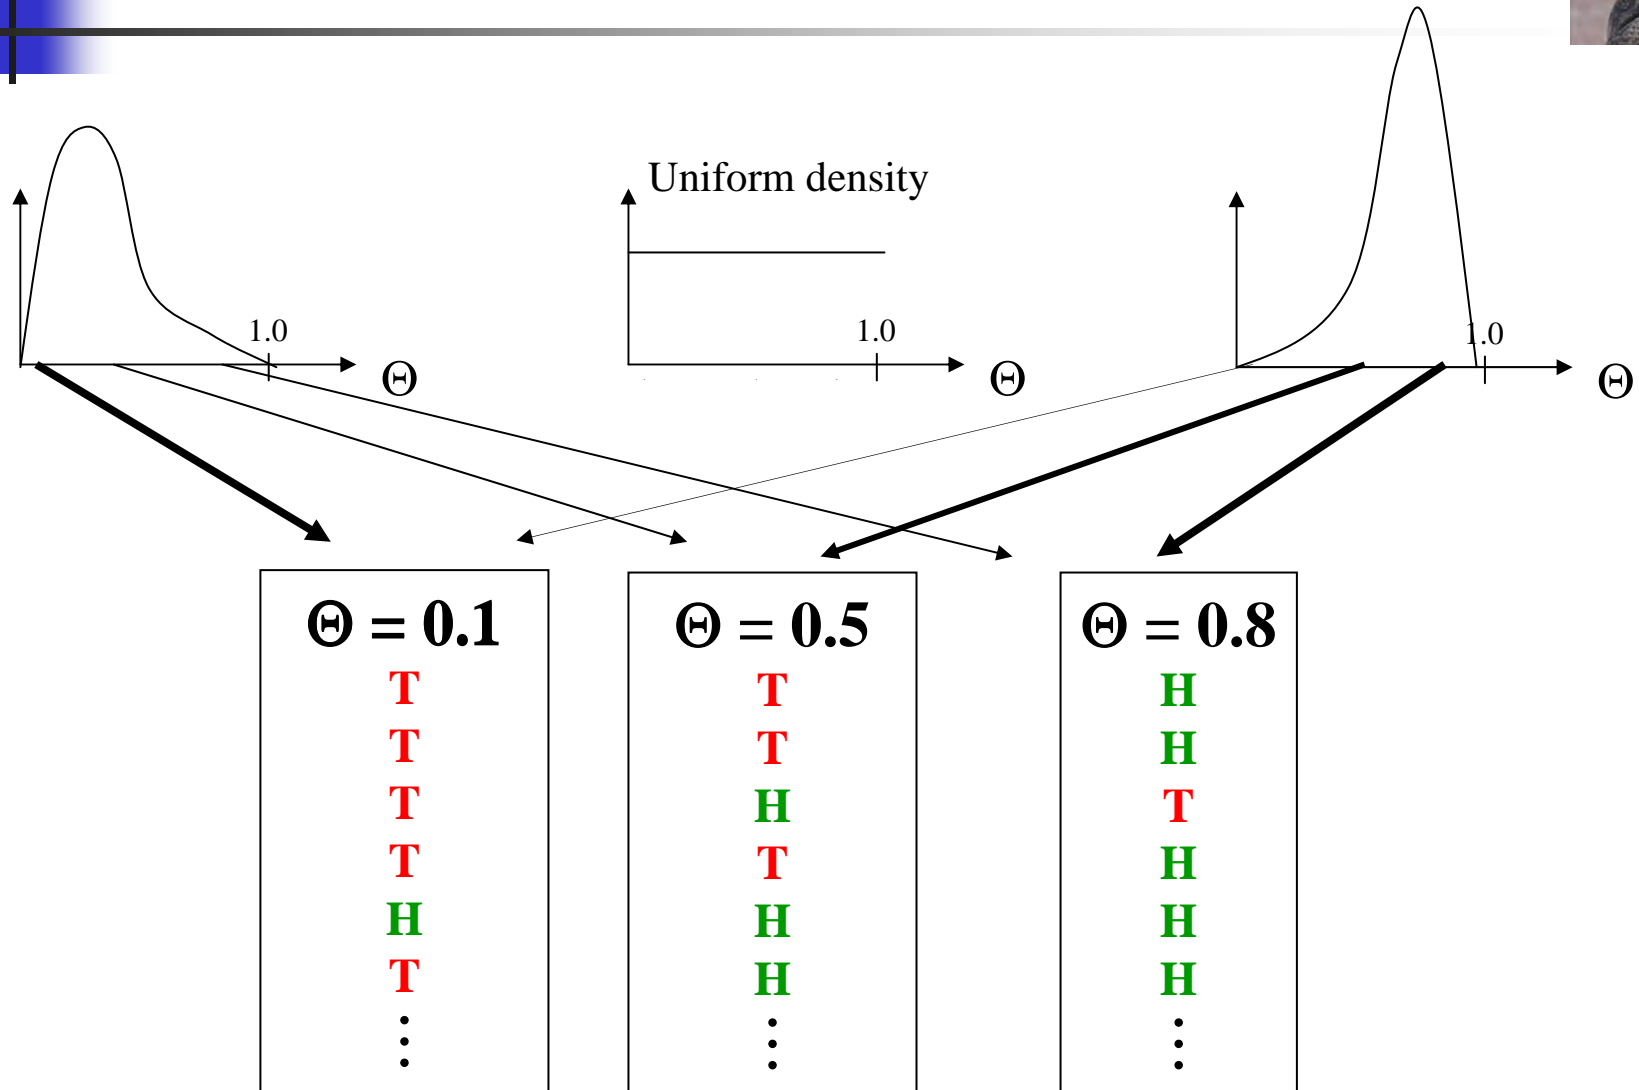 Uniform density
1.0
1.0
1.0
Θ
Θ
Θ
Θ = 0.1
T
T
T
T
H
T
⋮
Θ = 0.5
T
T
H
T
H
H
⋮
Θ = 0.8
H
H
T
H
H
H
⋮